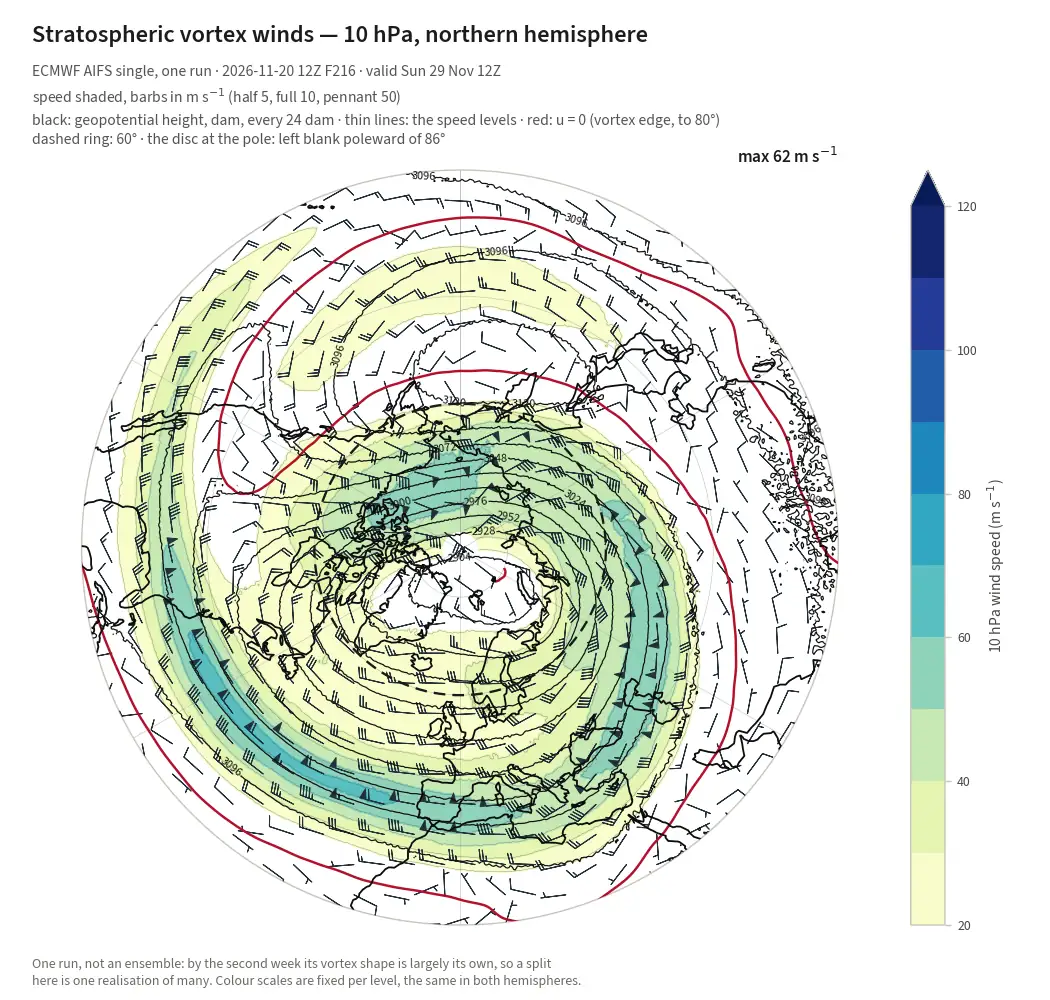 Stratospheric vortex winds — 10 hPa, northern hemisphere
ECMWF AIFS single, one run · 2026-11-20 12Z F216 · valid Sun 29 Nov 12Z
speed shaded, barbs in m s⁻¹ (half 5, full 10, pennant 50)
black: geopotential height, dam, every 24 dam · thin lines: the speed levels · red: u = 0 (vortex edge, to 80°)
dashed ring: 60° · the disc at the pole: left blank poleward of 86°
max 62 m s⁻¹
3096
3096
3096
3096
3072
2976
3024
2952
2928
3096
120
100
80
60
40
20
10 hPa wind speed (m s⁻¹)
One run, not an ensemble: by the second week its vortex shape is largely its own, so a split
here is one realisation of many. Colour scales are fixed per level, the same in both hemispheres.